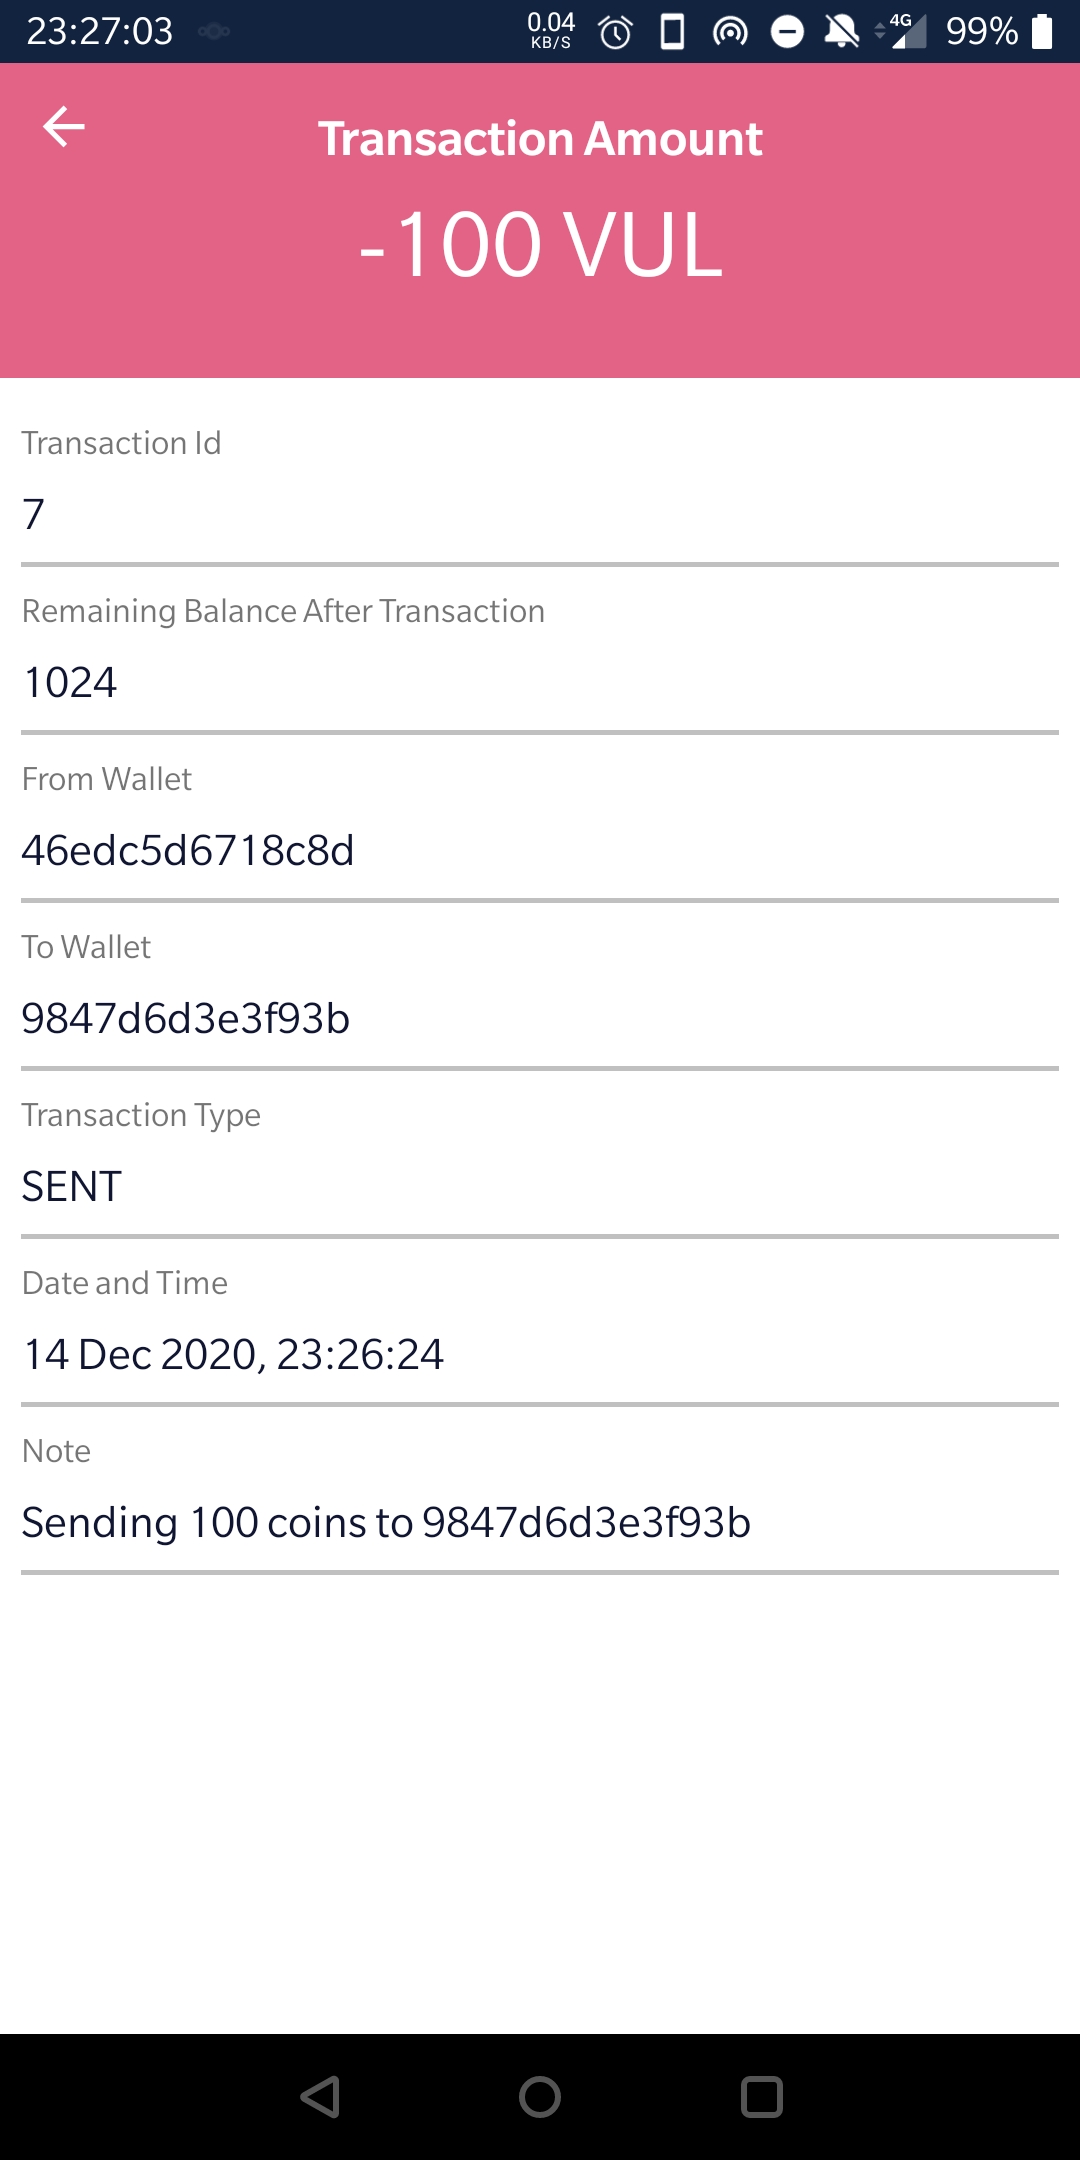 23:27:03 0.04 KB/S 4G 99%
Transaction Amount
-100 VUL
Transaction Id
7
Remaining Balance After Transaction
1024
From Wallet
46edc5d6718c8d
To Wallet
9847d6d3e3f93b
Transaction Type
SENT
Date and Time
14 Dec 2020, 23:26:24
Note
Sending 100 coins to 9847d6d3e3f93b